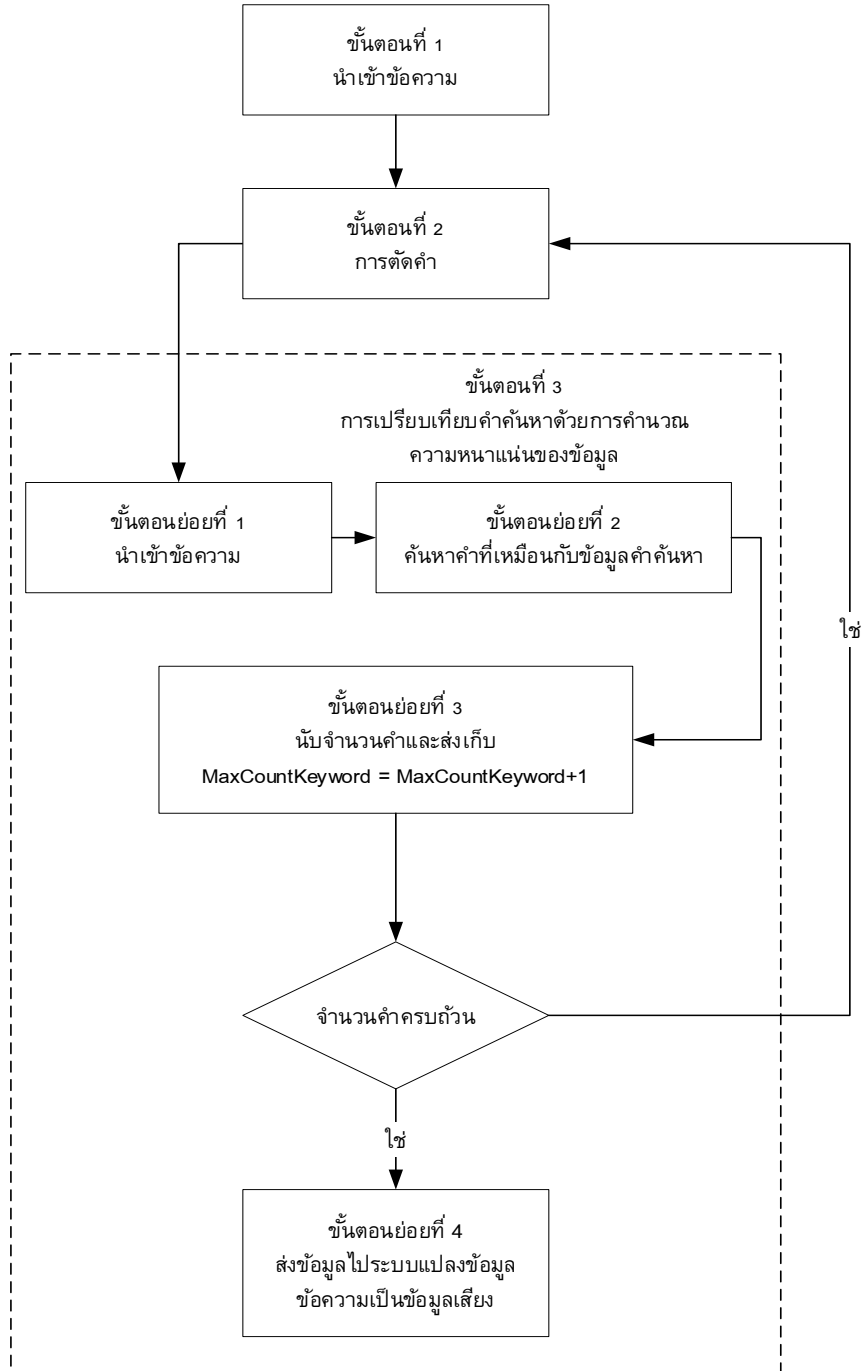 ขั้นตอนที่ 1
นำเข้าข้อความ
ขั้นตอนที่ 2
การตัดคำ
ขั้นตอนที่ 3
การเปรียบเทียบคำค้นหาด้วยการคำนวณ
ความหนาแน่นของข้อมูล
ขั้นตอนย่อยที่ 1
นำเข้าข้อความ
ขั้นตอนย่อยที่ 2
ค้นหาคำที่เหมือนกับข้อมูลคำค้นหา
ใช่
ขั้นตอนย่อยที่ 3
นับจำนวนคำและส่งเก็บ
MaxCountKeyword = MaxCountKeyword+1
จำนวนคำครบถ้วน
ใช่
ขั้นตอนย่อยที่ 4
ส่งข้อมูลไประบบแปลงข้อมูล
ข้อความเป็นข้อมูลเสียง